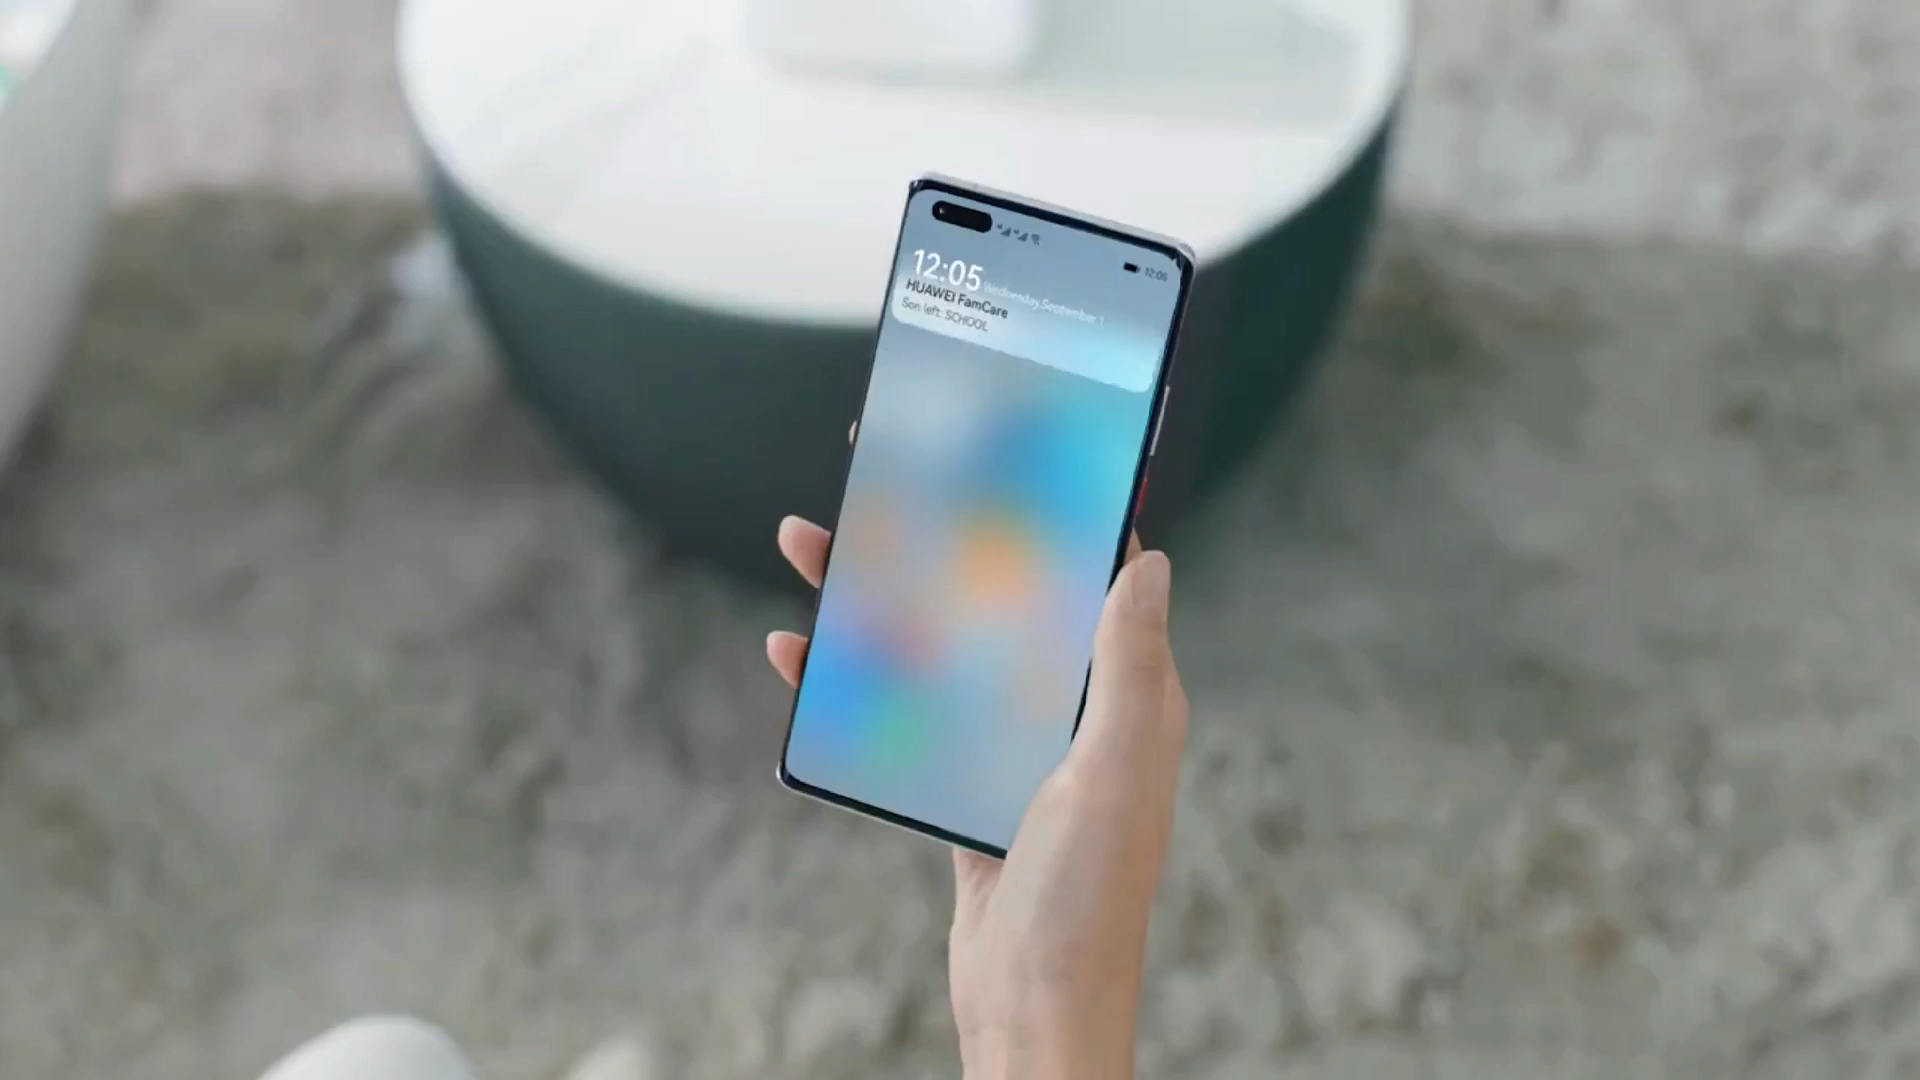 12:05
12:05 Wednesday,September 1
HUAWEI FamCare
Son left: SCHOOL